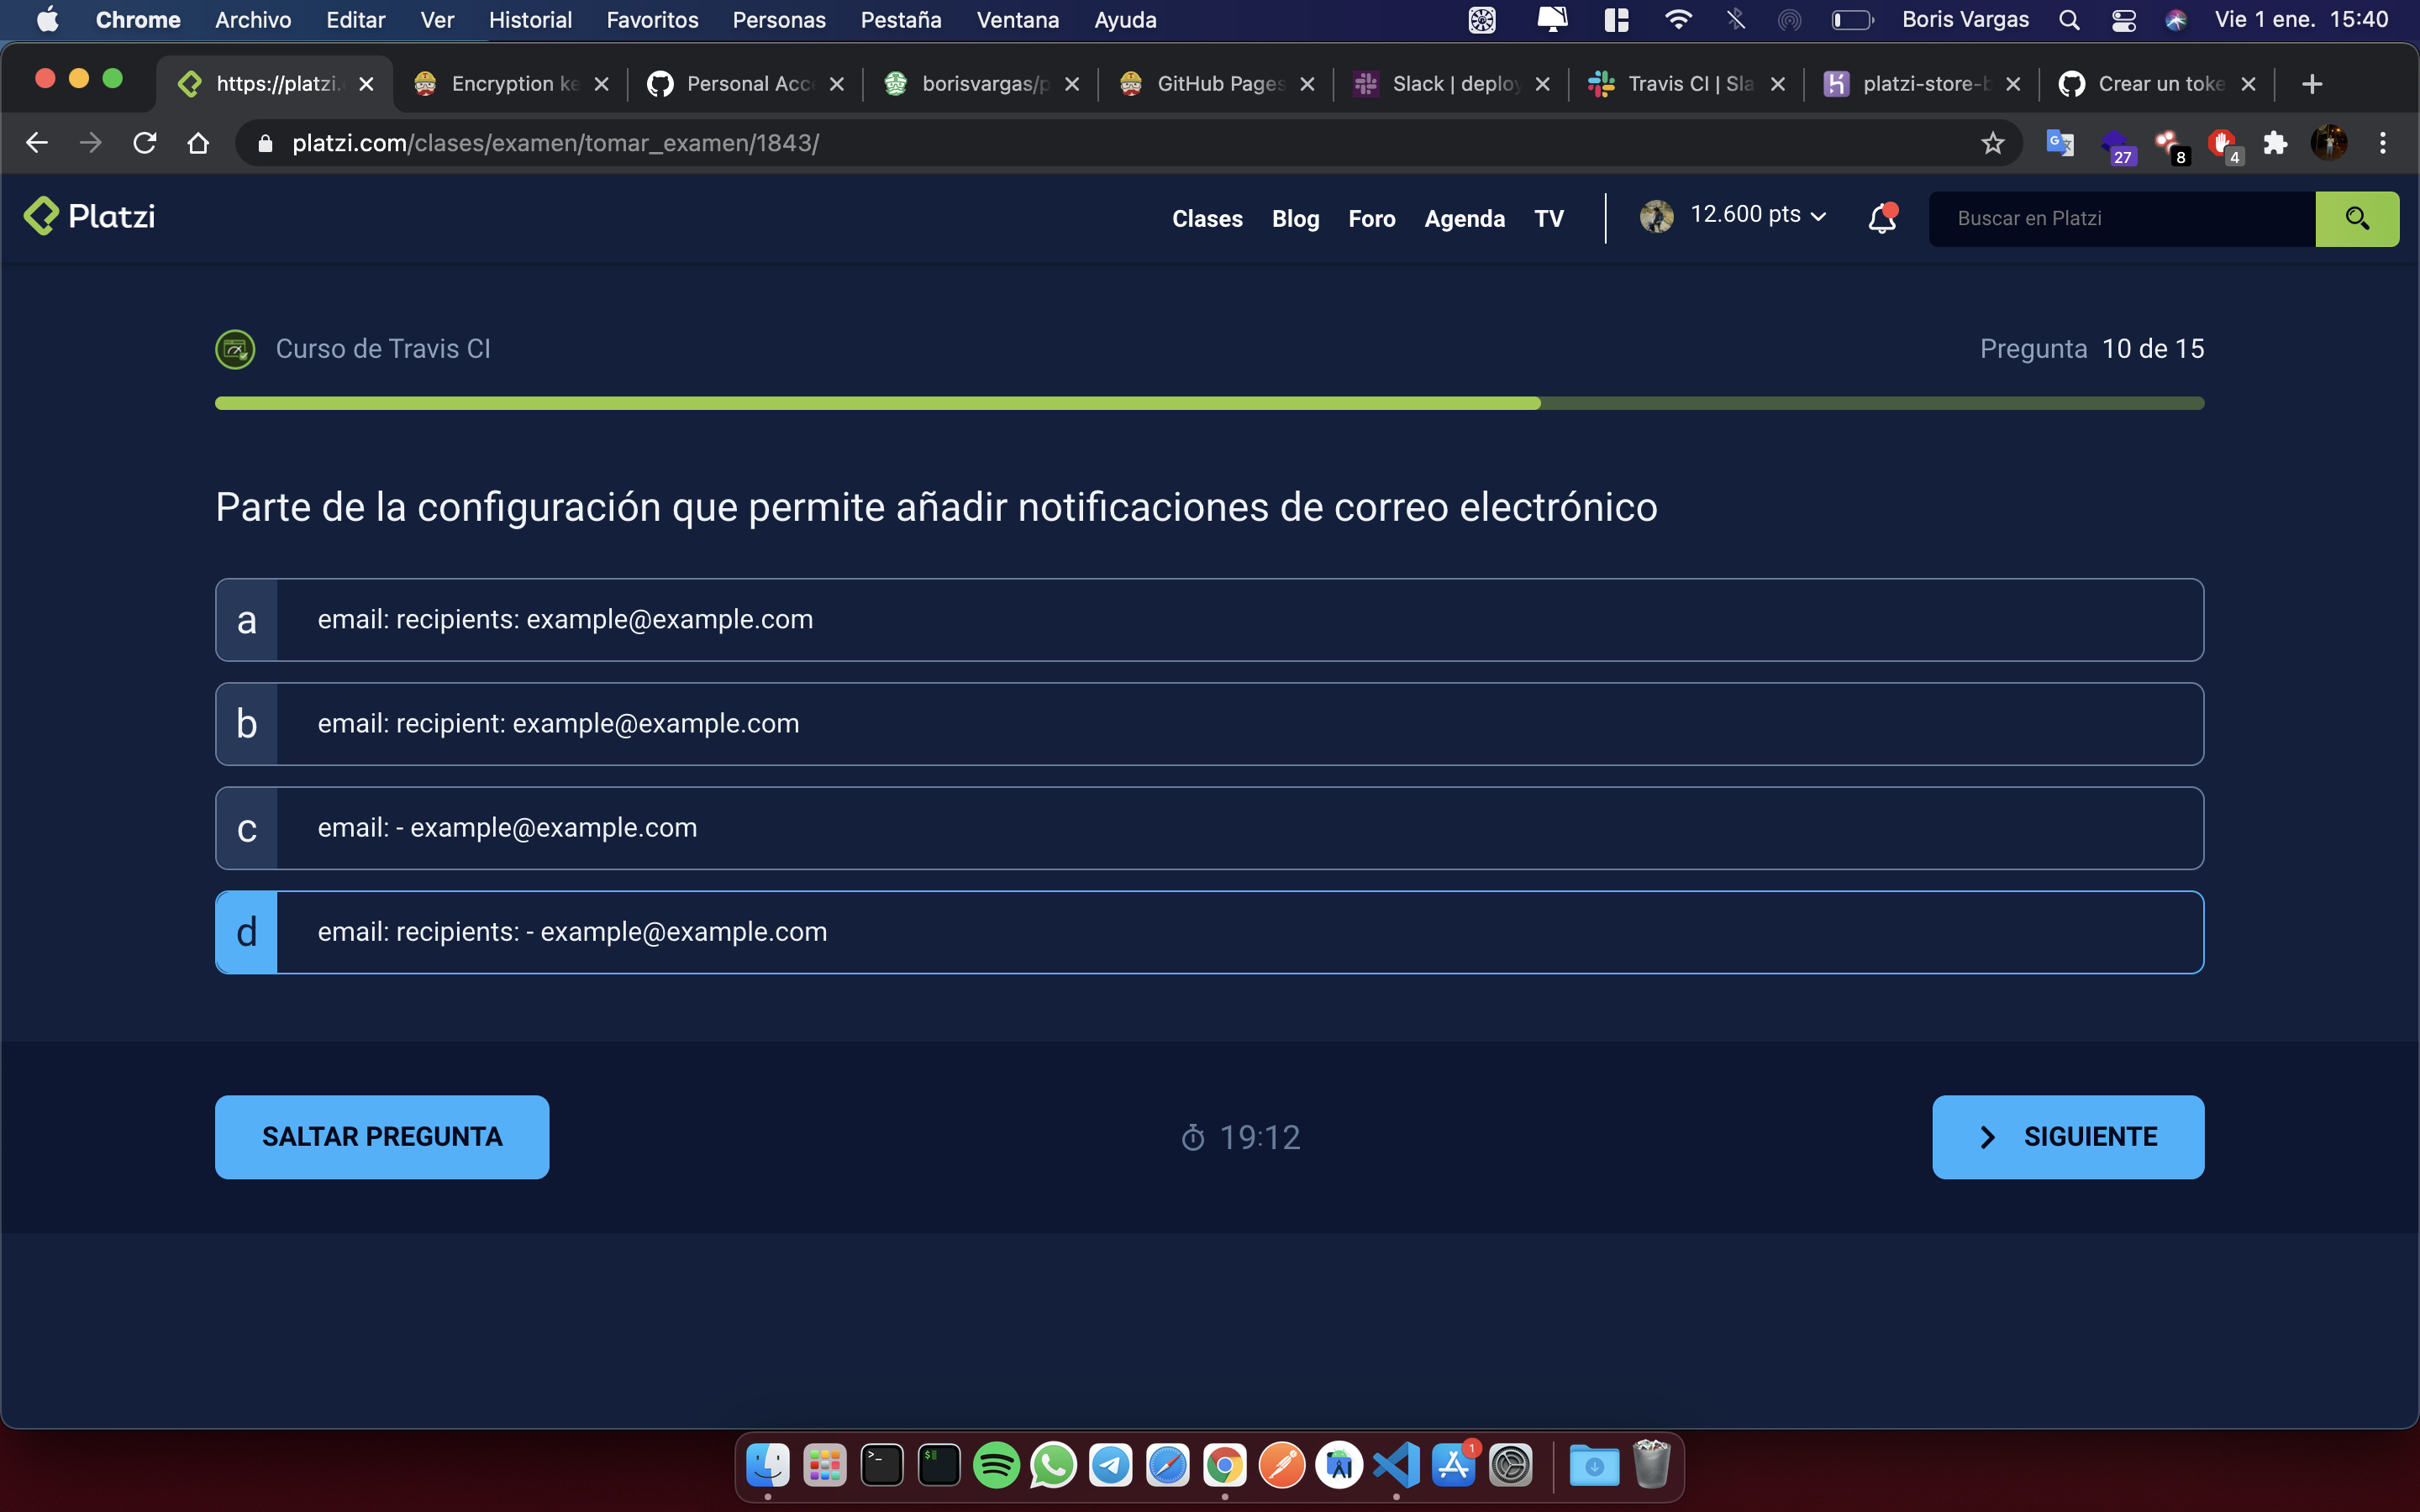 Chrome Archivo Editar Ver Historial Favoritos Personas Pestaña Ventana Ayuda Boris Vargas Vie 1 ene. 15:40
https://platzi. Encryption ke Personal Acc borisvargas/p GitHub Pages Slack | deploy Travis CI | Sla platzi-store-b Crear un toke
platzi.com/clases/examen/tomar_examen/1843/ 27 8 4
Platzi Clases Blog Foro Agenda TV 12.600 pts Buscar en Platzi
Curso de Travis CI Pregunta 10 de 15
Parte de la configuración que permite añadir notificaciones de correo electrónico
a email: recipients: example@example.com
b email: recipient: example@example.com
c email: - example@example.com
d email: recipients: - example@example.com
SALTAR PREGUNTA 19:12 SIGUIENTE
1